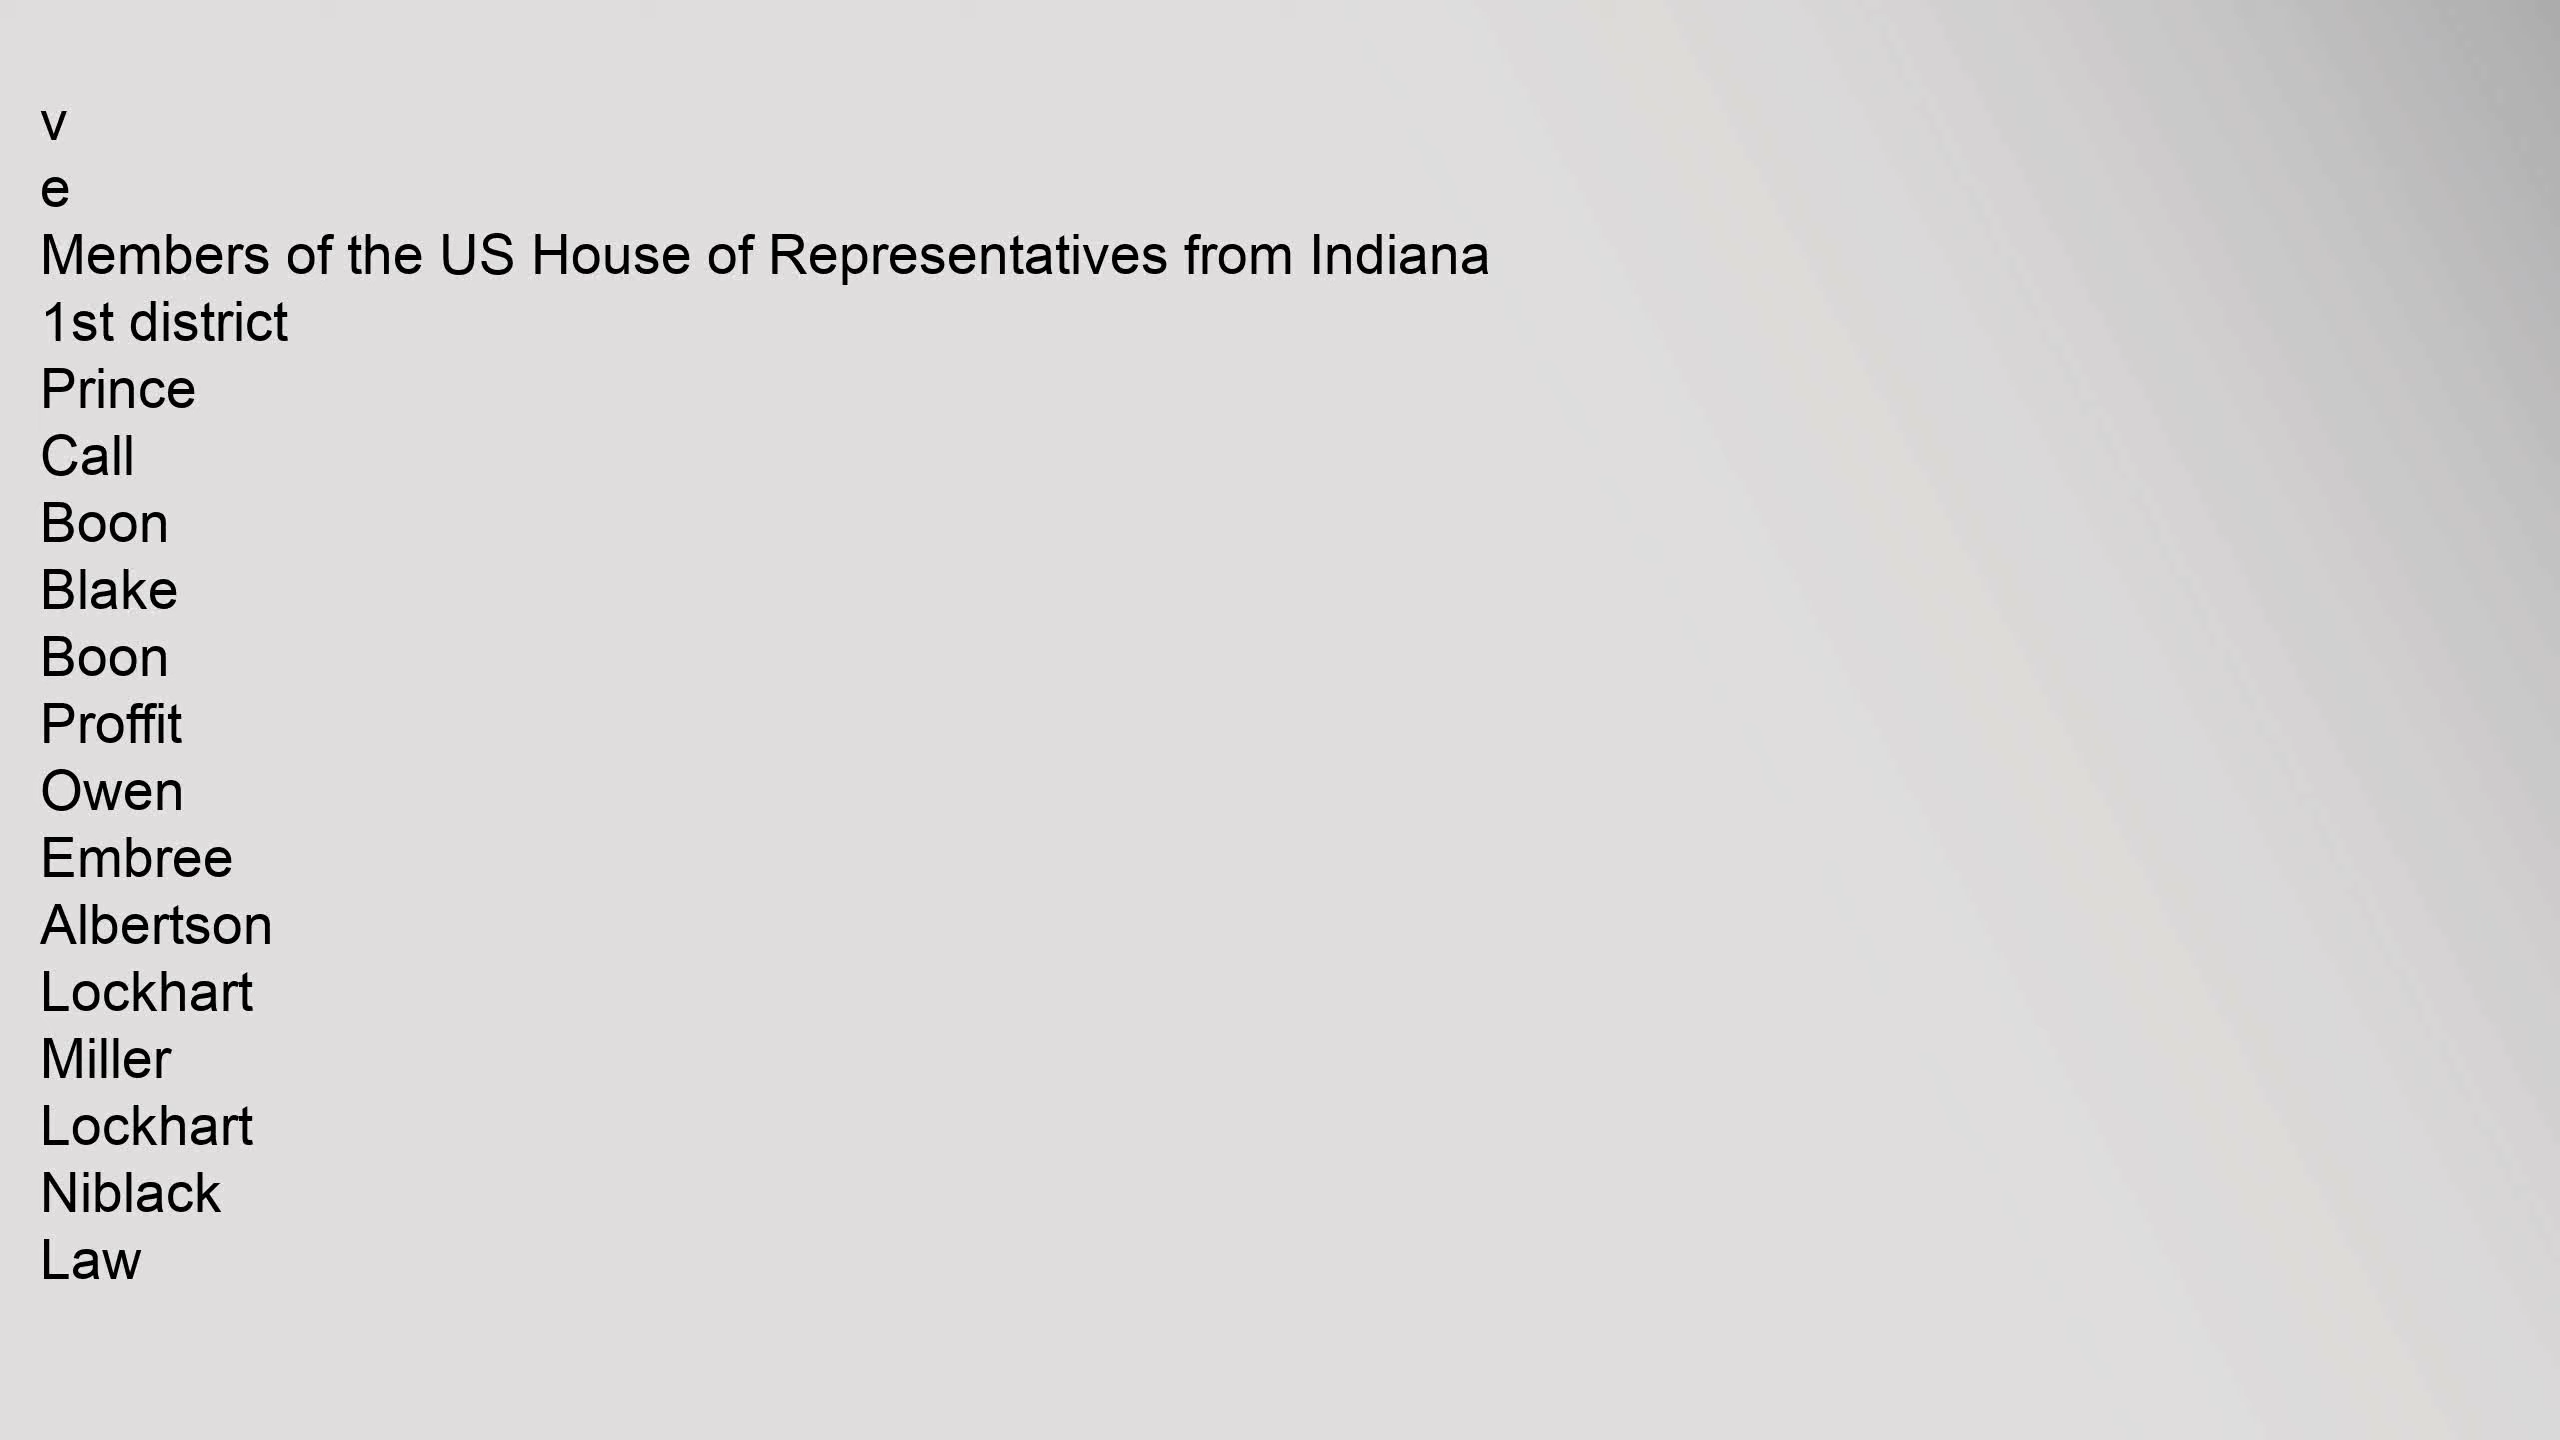 v
e
Members of the US House of Representatives from Indiana
1st district
Prince
Call
Boon
Blake
Boon
Proffit
Owen
Embree
Albertson
Lockhart
Miller
Lockhart
Niblack
Law